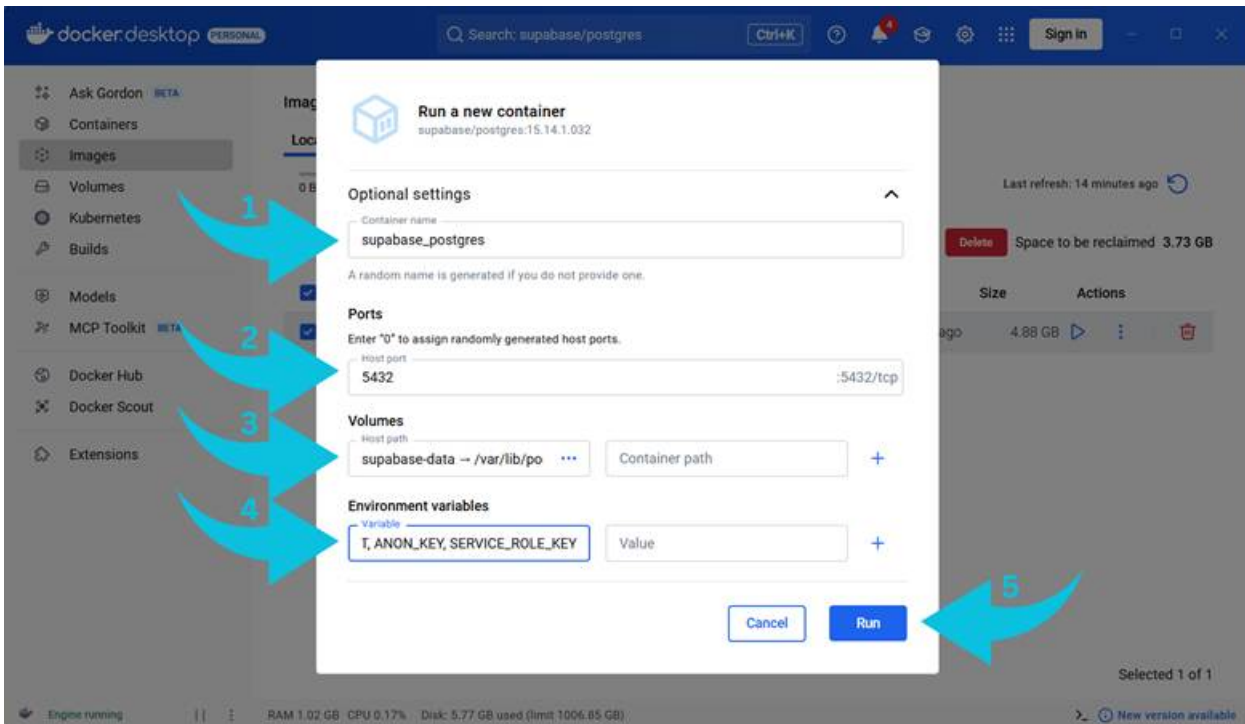 docker.desktop PERSONAL
Search: supabase/postgres
Ctrl+K
4
Sign in
Ask Gordon BETA
Containers
Images
Volumes
Kubernetes
Builds
Models
MCP Toolkit BETA
Docker Hub
Docker Scout
Extensions
Imag
Loca
0 B
Last refresh: 14 minutes ago
Delete
Space to be reclaimed 3.73 GB
Size
Actions
ago
4.88 GB
Run a new container
supabase/postgres:15.14.1.032
Optional settings
1
Container name
supabase_postgres
A random name is generated if you do not provide one.
Ports
Enter "0" to assign randomly generated host ports.
2
Host port
5432
:5432/tcp
Volumes
3
Host path
supabase-data → /var/lib/po
Container path
Environment variables
4
Variable
T, ANON_KEY, SERVICE_ROLE_KEY
Value
5
Cancel
Run
Selected 1 of 1
Engine running
RAM 1.02 GB CPU 0.17% Disk: 5.77 GB used (limit 1006.85 GB)
New version available